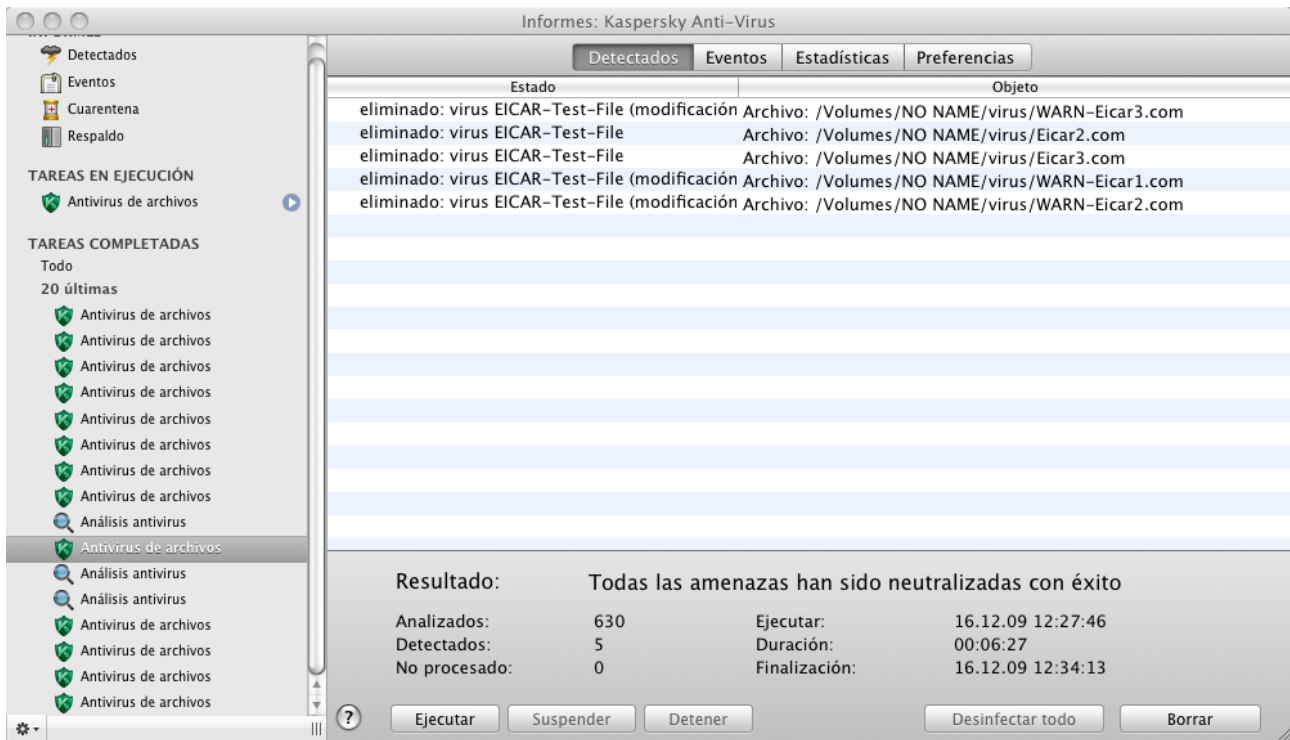 Informes: Kaspersky Anti-Virus
Detectados
Eventos
Cuarentena
Respaldo
TAREAS EN EJECUCIÓN
Antivirus de archivos
TAREAS COMPLETADAS
Todo
20 últimas
Antivirus de archivos
Antivirus de archivos
Antivirus de archivos
Antivirus de archivos
Antivirus de archivos
Antivirus de archivos
Antivirus de archivos
Antivirus de archivos
Análisis antivirus
Antivirus de archivos
Análisis antivirus
Análisis antivirus
Antivirus de archivos
Antivirus de archivos
Antivirus de archivos
Antivirus de archivos
Detectados Eventos Estadísticas Preferencias
Estado Objeto
eliminado: virus EICAR-Test-File (modificación Archivo: /Volumes/NO NAME/virus/WARN-Eicar3.com
eliminado: virus EICAR-Test-File Archivo: /Volumes/NO NAME/virus/Eicar2.com
eliminado: virus EICAR-Test-File Archivo: /Volumes/NO NAME/virus/Eicar3.com
eliminado: virus EICAR-Test-File (modificación Archivo: /Volumes/NO NAME/virus/WARN-Eicar1.com
eliminado: virus EICAR-Test-File (modificación Archivo: /Volumes/NO NAME/virus/WARN-Eicar2.com
Resultado: Todas las amenazas han sido neutralizadas con éxito
Analizados: 630 Ejecutar: 16.12.09 12:27:46
Detectados: 5 Duración: 00:06:27
No procesado: 0 Finalización: 16.12.09 12:34:13
? Ejecutar Suspender Detener Desinfectar todo Borrar